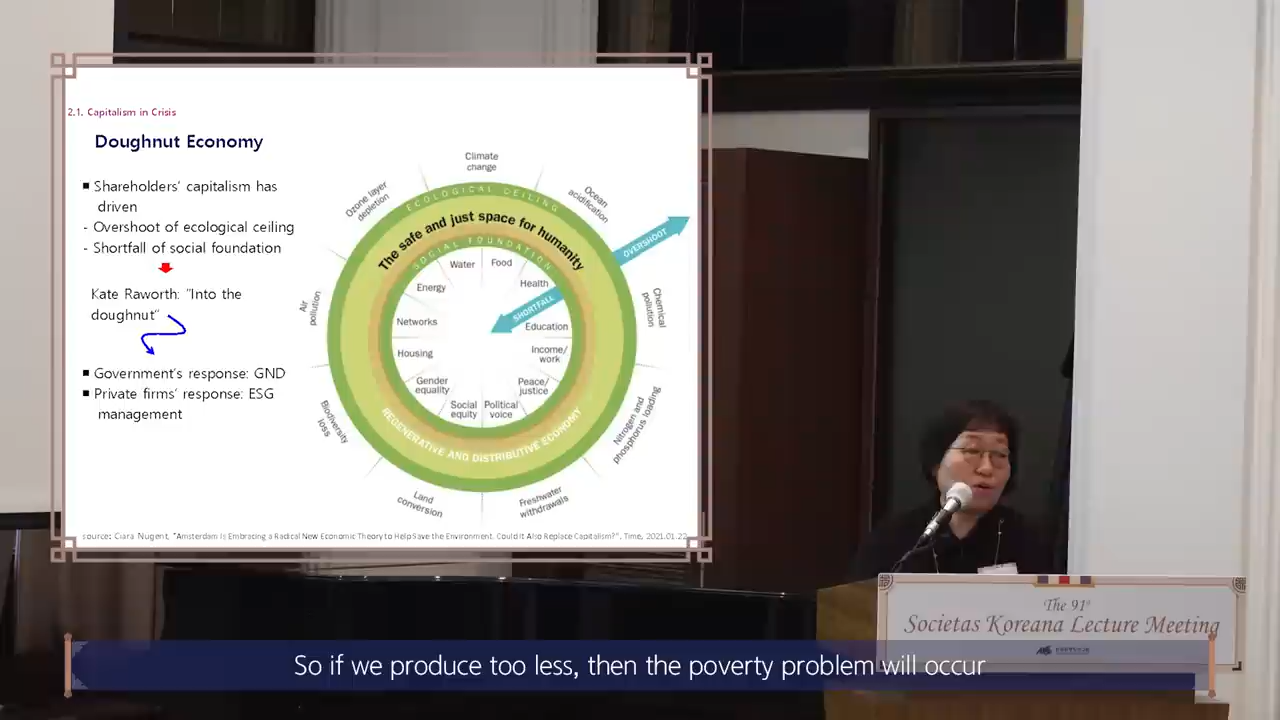 2.1. Capitalism in Crisis
Doughnut Economy
▪ Shareholders' capitalism has
driven
- Overshoot of ecological ceiling
- Shortfall of social foundation
Kate Raworth: "Into the
doughnut"
▪ Government's response: GND
▪ Private firms' response: ESG
management
Climate
change
Ozone layer
depletion
Ocean
acidification
ECOLOGICAL CEILING
The safe and just space for humanity
SOCIAL FOUNDATION
OVERSHOOT
Water
Food
Energy
Health
SHORTFALL
Air
pollution
Chemical
pollution
Networks
Education
Housing
Income/
work
Gender
equality
Peace/
justice
Social
equity
Political
voice
REGENERATIVE AND DISTRIBUTIVE ECONOMY
Biodiversity
loss
Nitrogen and
phosphorus loading
Land
conversion
Freshwater
withdrawals
source: Ciara Nugent, "Amsterdam Is Embracing a Radical New Economic Theory to Help Save the Environment. Could It Also Replace Capitalism?", Time, 2021.01.22
The 91st
Societas Koreana Lecture Meeting
So if we produce too less, then the poverty problem will occur